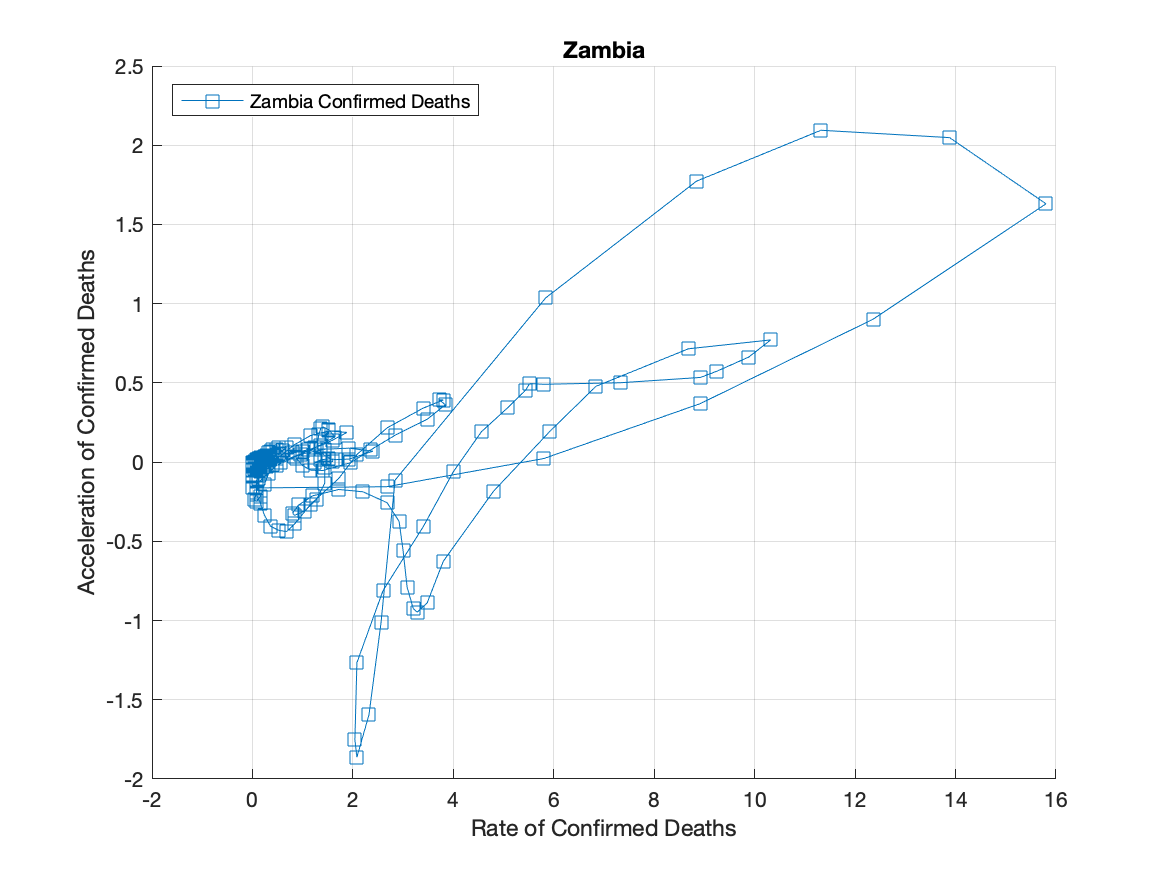 Zambia
2.5
Zambia Confirmed Deaths
2
1.5
1
0.5
0
-0.5
-1
-1.5
-2
-2 0 2 4 6 8 10 12 14 16
Rate of Confirmed Deaths
Acceleration of Confirmed Deaths